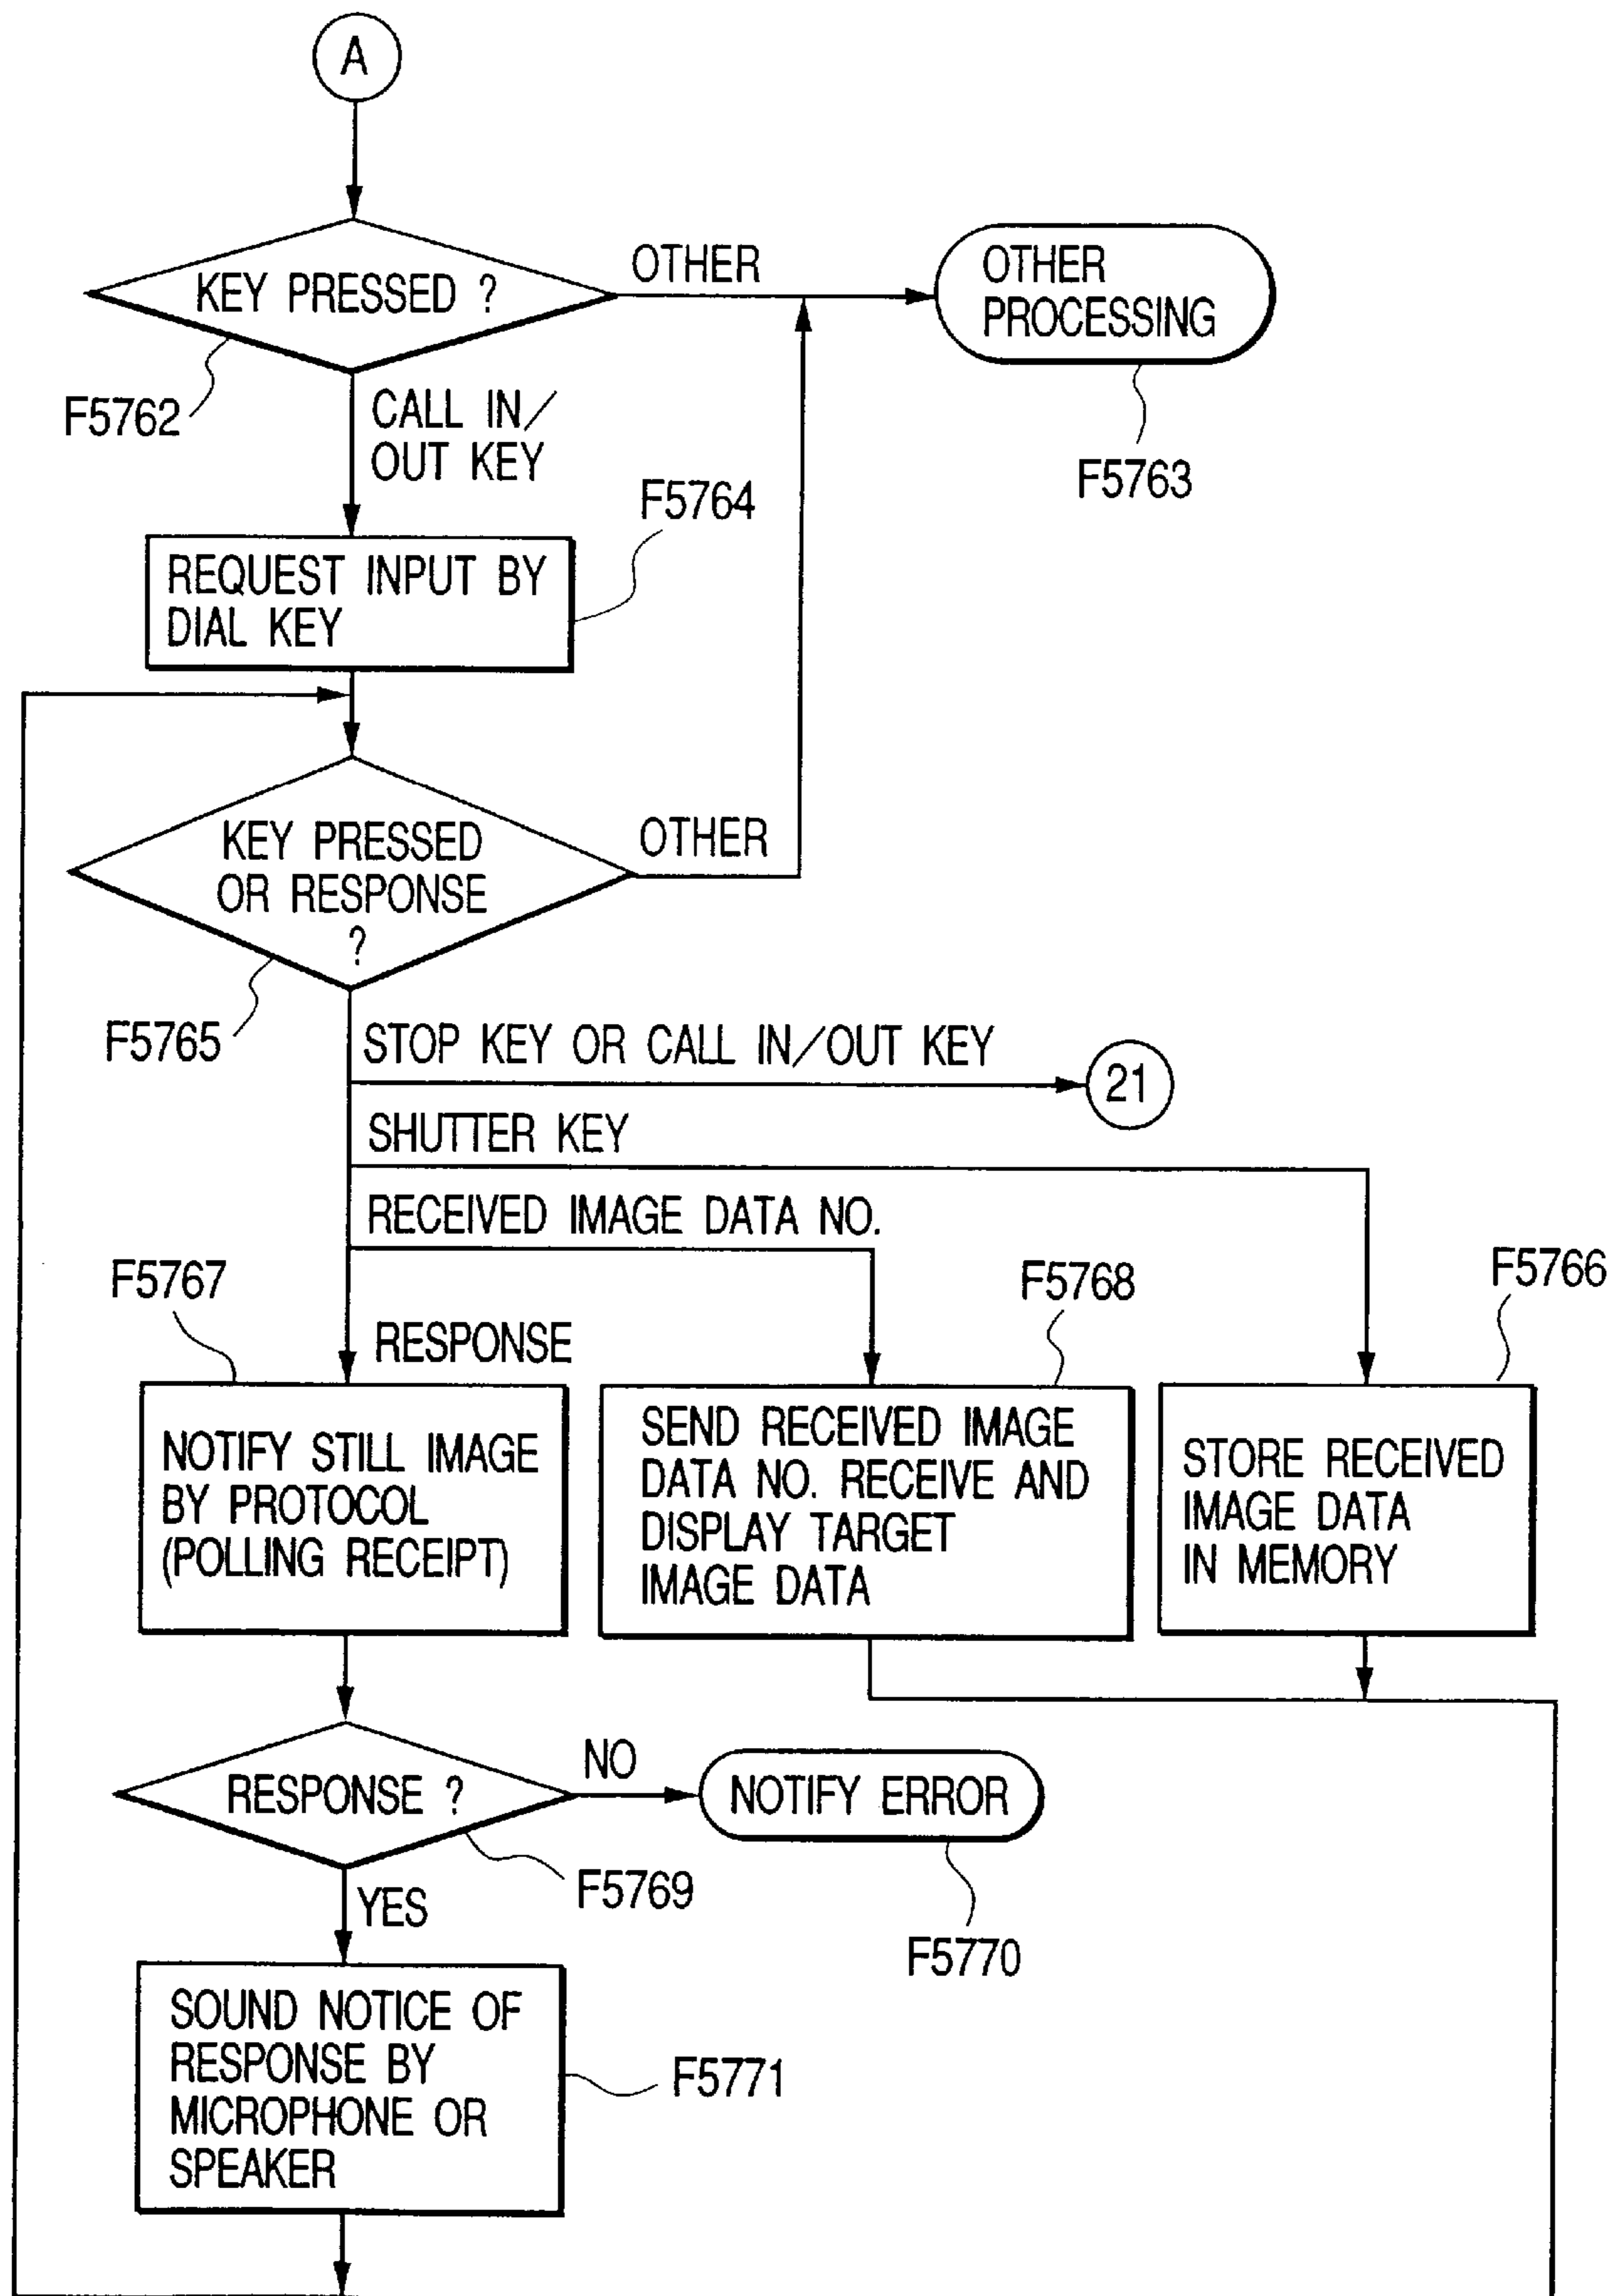 A
KEY PRESSED ?
OTHER
OTHER
PROCESSING
F5762
CALL IN/
OUT KEY
F5763
F5764
REQUEST INPUT BY
DIAL KEY
KEY PRESSED
OR RESPONSE
?
OTHER
F5765
STOP KEY OR CALL IN/OUT KEY
21
SHUTTER KEY
RECEIVED IMAGE DATA NO.
F5767
RESPONSE
F5768
F5766
NOTIFY STILL IMAGE
BY PROTOCOL
(POLLING RECEIPT)
SEND RECEIVED IMAGE
DATA NO. RECEIVE AND
DISPLAY TARGET
IMAGE DATA
STORE RECEIVED
IMAGE DATA
IN MEMORY
RESPONSE ?
NO
NOTIFY ERROR
F5769
YES
F5770
SOUND NOTICE OF
RESPONSE BY
MICROPHONE OR
SPEAKER
F5771